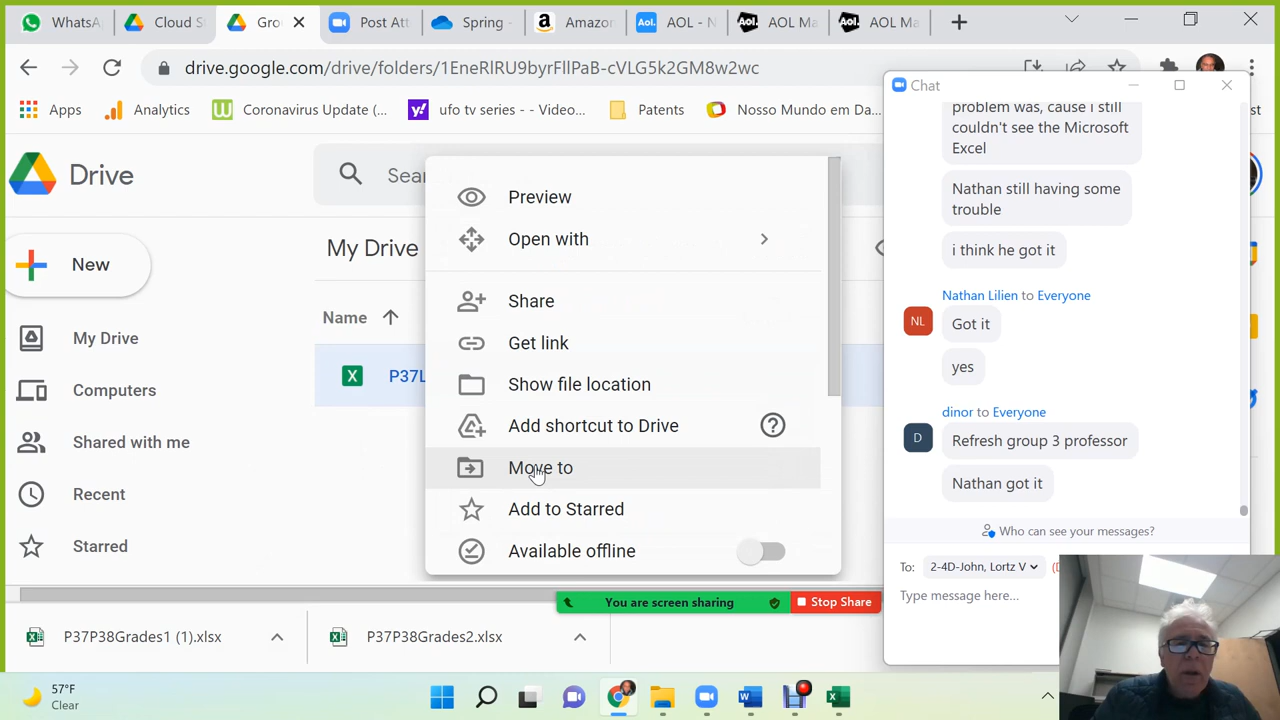 WhatsA
Cloud S
Gro
Post Att
Spring -
Amazor
AOL - N
AOL Ma
AOL Ma
drive.google.com/drive/folders/1EneRIRU9byrFllPaB-cVLG5k2GM8w2wc
Apps
Analytics
Coronavirus Update (...
ufo tv series - - Video...
Patents
Nosso Mundo em Da...
st
Drive
Sear
New
My Drive
Computers
Shared with me
Recent
Starred
My Drive
Name
P37L
Preview
Open with
Share
Get link
Show file location
Add shortcut to Drive
Move to
Add to Starred
Available offline
Chat
problem was, cause i still
couldn't see the Microsoft
Excel
Nathan still having some
trouble
i think he got it
Nathan Lilien to Everyone
NL
Got it
yes
dinor to Everyone
D
Refresh group 3 professor
Nathan got it
Who can see your messages?
To: 2-4D-John, Lortz V
Type message here...
You are screen sharing
Stop Share
P37P38Grades1 (1).xlsx
P37P38Grades2.xlsx
57°F
Clear